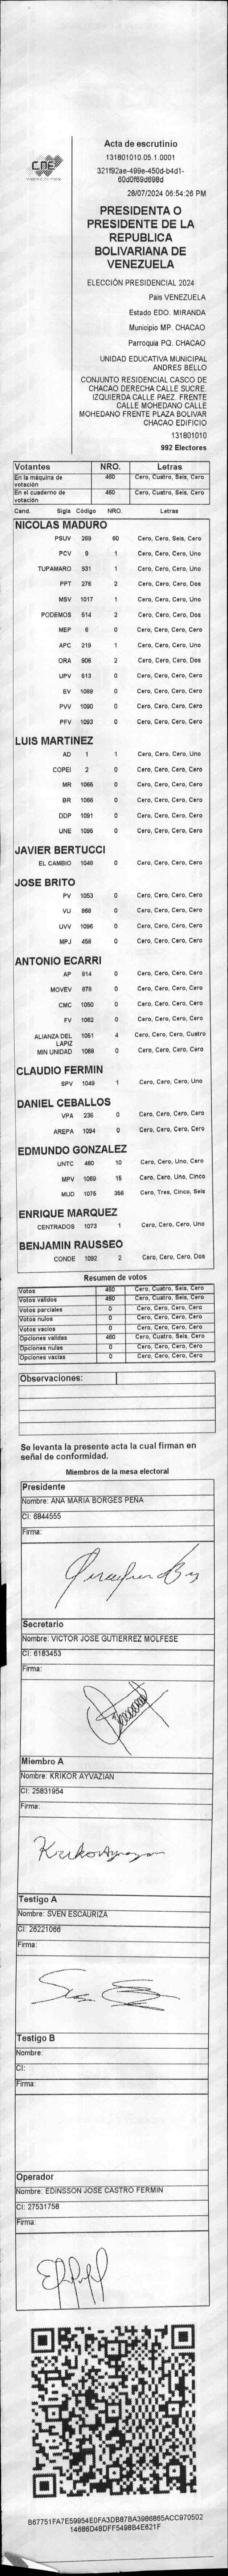 CNE
Acta de escrutinio
131801010.05.1.0001
321f92ae-499e-450d-b4d1-
60d0f69d698d
28/07/2024 06:54:26 PM
PRESIDENTA O
PRESIDENTE DE LA
REPUBLICA
BOLIVARIANA DE
VENEZUELA
ELECCIÓN PRESIDENCIAL 2024
País VENEZUELA
Estado EDO. MIRANDA
Municipio MP. CHACAO
Parroquia PQ. CHACAO
UNIDAD EDUCATIVA MUNICIPAL
ANDRES BELLO
CONJUNTO RESIDENCIAL CASCO DE
CHACAO DERECHA CALLE SUCRE.
IZQUIERDA CALLE PAEZ. FRENTE
CALLE MOHEDANO CALLE
MOHEDANO FRENTE PLAZA BOLIVAR
CHACAO EDIFICIO
131801010
992 Electores
Votantes NRO. Letras
En la máquina de votación 460 Cero, Cuatro, Seis, Cero
En el cuaderno de votación 460 Cero, Cuatro, Seis, Cero
Cand. Sigla Código NRO. Letras
NICOLAS MADURO
PSUV 269 60 Cero, Cero, Seis, Cero
PCV 9 1 Cero, Cero, Cero, Uno
TUPAMARO 931 1 Cero, Cero, Cero, Uno
PPT 276 2 Cero, Cero, Cero, Dos
MSV 1017 1 Cero, Cero, Cero, Uno
PODEMOS 514 2 Cero, Cero, Cero, Dos
MEP 6 0 Cero, Cero, Cero, Cero
APC 219 1 Cero, Cero, Cero, Uno
ORA 906 2 Cero, Cero, Cero, Dos
UPV 513 0 Cero, Cero, Cero, Cero
EV 1089 0 Cero, Cero, Cero, Cero
PVV 1090 0 Cero, Cero, Cero, Cero
PFV 1093 0 Cero, Cero, Cero, Cero
LUIS MARTINEZ
AD 1 1 Cero, Cero, Cero, Uno
COPEI 2 0 Cero, Cero, Cero, Cero
MR 1065 0 Cero, Cero, Cero, Cero
BR 1066 0 Cero, Cero, Cero, Cero
DDP 1091 0 Cero, Cero, Cero, Cero
UNE 1095 0 Cero, Cero, Cero, Cero
JAVIER BERTUCCI
EL CAMBIO 1048 0 Cero, Cero, Cero, Cero
JOSE BRITO
PV 1053 0 Cero, Cero, Cero, Cero
VU 868 0 Cero, Cero, Cero, Cero
UVV 1096 0 Cero, Cero, Cero, Cero
MPJ 458 0 Cero, Cero, Cero, Cero
ANTONIO ECARRI
AP 814 0 Cero, Cero, Cero, Cero
MOVEV 878 0 Cero, Cero, Cero, Cero
CMC 1050 0 Cero, Cero, Cero, Cero
FV 1062 0 Cero, Cero, Cero, Cero
ALIANZA DEL LAPIZ 1051 4 Cero, Cero, Cero, Cuatro
MIN UNIDAD 1068 0 Cero, Cero, Cero, Cero
CLAUDIO FERMIN
SPV 1049 1 Cero, Cero, Cero, Uno
DANIEL CEBALLOS
VPA 236 0 Cero, Cero, Cero, Cero
AREPA 1094 0 Cero, Cero, Cero, Cero
EDMUNDO GONZALEZ
UNTC 460 10 Cero, Cero, Uno, Cero
MPV 1069 15 Cero, Cero, Uno, Cinco
MUD 1075 356 Cero, Tres, Cinco, Seis
ENRIQUE MARQUEZ
CENTRADOS 1073 1 Cero, Cero, Cero, Uno
BENJAMIN RAUSSEO
CONDE 1092 2 Cero, Cero, Cero, Dos
Resumen de votos
Votos 460 Cero, Cuatro, Seis, Cero
Votos válidos 460 Cero, Cuatro, Seis, Cero
Votos parciales 0 Cero, Cero, Cero, Cero
Votos nulos 0 Cero, Cero, Cero, Cero
Votos vacíos 0 Cero, Cero, Cero, Cero
Opciones validas 460 Cero, Cuatro, Seis, Cero
Opciones nulas 0 Cero, Cero, Cero, Cero
Opciones vacias 0 Cero, Cero, Cero, Cero
Observaciones:
Se levanta la presente acta la cual firman en
señal de conformidad.
Miembros de la mesa electoral
Presidente
Nombre: ANA MARIA BORGES PEÑA
CI: 6844555
Firma:
Secretario
Nombre: VICTOR JOSE GUTIERREZ MOLFESE
CI: 6183453
Firma:
Miembro A
Nombre: KRIKOR AYVAZIAN
CI: 25831954
Firma:
Testigo A
Nombre: SVEN ESCAURIZA
CI: 26221066
Firma:
Testigo B
Nombre:
CI:
Firma:
Operador
Nombre: EDINSSON JOSE CASTRO FERMIN
CI: 27531758
Firma:
B67751FA7E59954E0FA3DB87BA3986865ACC970502
14686D48DFF5498B4E621F